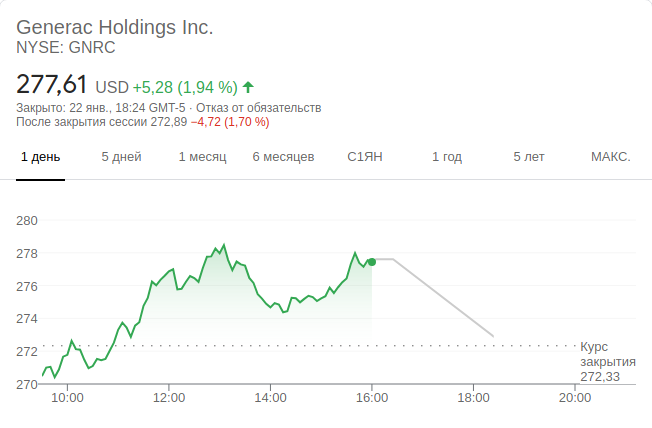 Generac Holdings Inc.
NYSE: GNRC
277,61 USD +5,28 (1,94 %)
Закрыто: 22 янв., 18:24 GMT-5 · Отказ от обязательств
После закрытия сессии 272,89 −4,72 (1,70 %)
1 день 5 дней 1 месяц 6 месяцев С1ЯН 1 год 5 лет МАКС.
280
278
276
274
272
270
Курс
закрытия
272,33
10:00 12:00 14:00 16:00 18:00 20:00